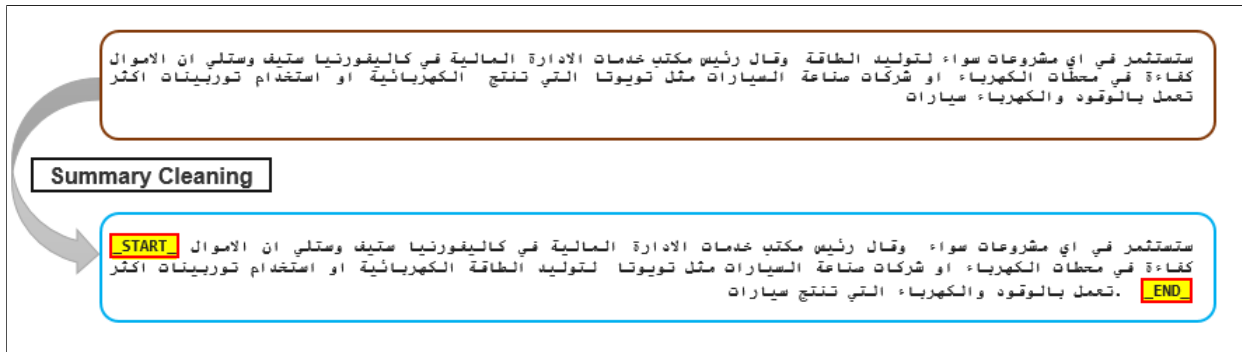 ستستثمر في اي مشروعات سواء لتوليد الطاقة وقال رئيس مكتب خدمات الادارة المالية في كاليفورنيا ستيف وستلي ان الاموال
كفاءة في محطات الكهرباء او شركات صناعة السيارات مثل تويوتا التي تنتج الكهربائية او استخدام توربينات اكثر
تعمل بالوقود والكهرباء سيارات
Summary Cleaning
ستستثمر في اي مشروعات سواء وقال رئيس مكتب خدمات الادارة المالية في كاليفورنيا ستيف وستلي ان الاموال _START_
كفاءة في محطات الكهرباء او شركات صناعة السيارات مثل تويوتا لتوليد الطاقة الكهربائية او استخدام توربينات اكثر
_END_ .تعمل بالوقود والكهرباء التي تنتج سيارات